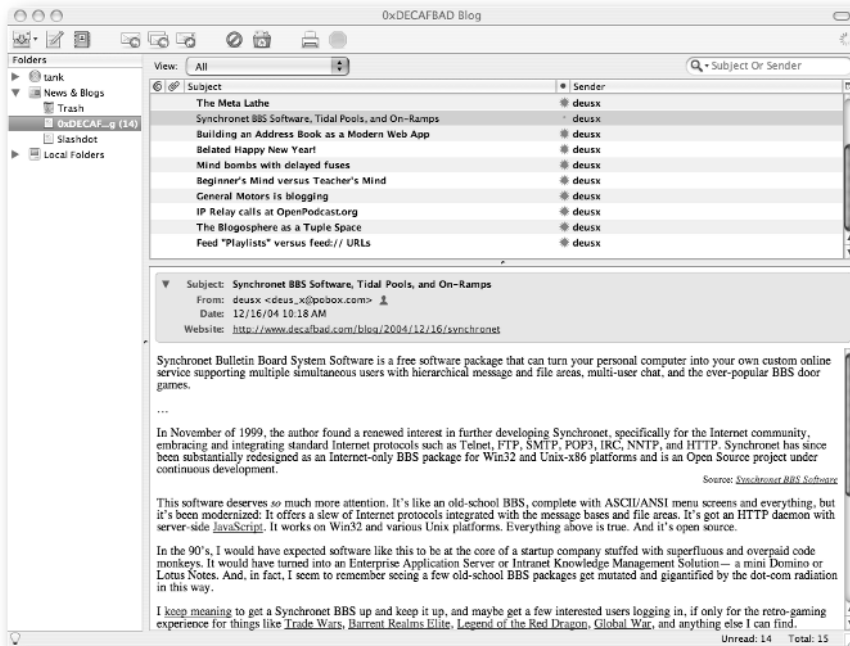 0xDECAFBAD Blog
Folders
tank
News & Blogs
Trash
0xDECAF...g (14)
Slashdot
Local Folders
View: All
Subject Or Sender
Subject Sender
The Meta Lathe deusx
Synchronet BBS Software, Tidal Pools, and On-Ramps deusx
Building an Address Book as a Modern Web App deusx
Belated Happy New Year! deusx
Mind bombs with delayed fuses deusx
Beginner's Mind versus Teacher's Mind deusx
General Motors is blogging deusx
IP Relay calls at OpenPodcast.org deusx
The Blogosphere as a Tuple Space deusx
Feed "Playlists" versus feed:// URLs deusx
Subject: Synchronet BBS Software, Tidal Pools, and On-Ramps
From: deusx <deus_x@pobox.com>
Date: 12/16/04 10:18 AM
Website: http://www.decafbad.com/blog/2004/12/16/synchronet
Synchronet Bulletin Board System Software is a free software package that can turn your personal computer into your own custom online
service supporting multiple simultaneous users with hierarchical message and file areas, multi-user chat, and the ever-popular BBS door
games.
...
In November of 1999, the author found a renewed interest in further developing Synchronet, specifically for the Internet community,
embracing and integrating standard Internet protocols such as Telnet, FTP, SMTP, POP3, IRC, NNTP, and HTTP. Synchronet has since
been substantially redesigned as an Internet-only BBS package for Win32 and Unix-x86 platforms and is an Open Source project under
continuous development.
Source: Synchronet BBS Software
This software deserves so much more attention. It's like an old-school BBS, complete with ASCII/ANSI menu screens and everything, but
it's been modernized: It offers a slew of Internet protocols integrated with the message bases and file areas. It's got an HTTP daemon with
server-side JavaScript. It works on Win32 and various Unix platforms. Everything above is true. And it's open source.
In the 90's, I would have expected software like this to be at the core of a startup company stuffed with superfluous and overpaid code
monkeys. It would have turned into an Enterprise Application Server or Intranet Knowledge Management Solution— a mini Domino or
Lotus Notes. And, in fact, I seem to remember seeing a few old-school BBS packages get mutated and gigantified by the dot-com radiation
in this way.
I keep meaning to get a Synchronet BBS up and keep it up, and maybe get a few interested users logging in, if only for the retro-gaming
experience for things like Trade Wars, Barrent Realms Elite, Legend of the Red Dragon, Global War, and anything else I can find.
Unread: 14 Total: 15